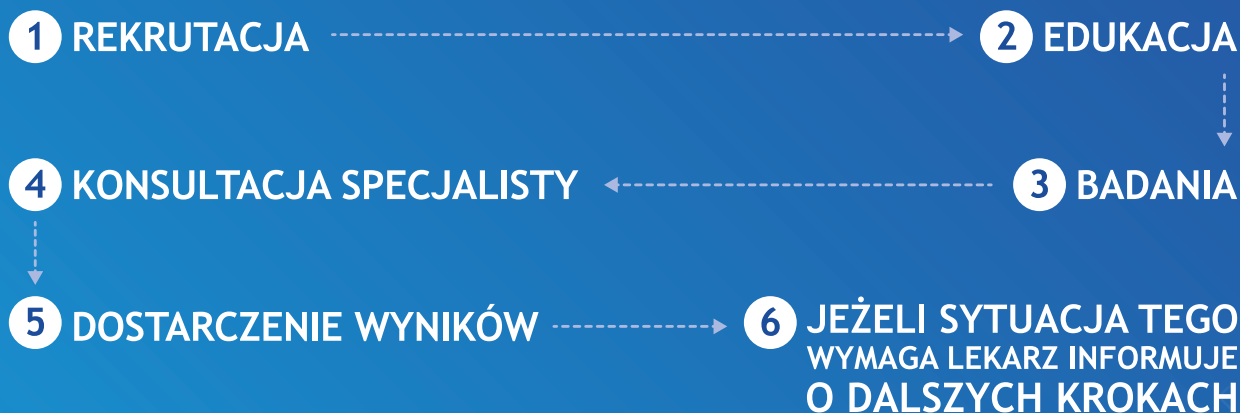 1 REKRUTACJA
2 EDUKACJA
3 BADANIA
4 KONSULTACJA SPECJALISTY
5 DOSTARCZENIE WYNIKÓW
6 JEŻELI SYTUACJA TEGO
WYMAGA LEKARZ INFORMUJE
O DALSZYCH KROKACH